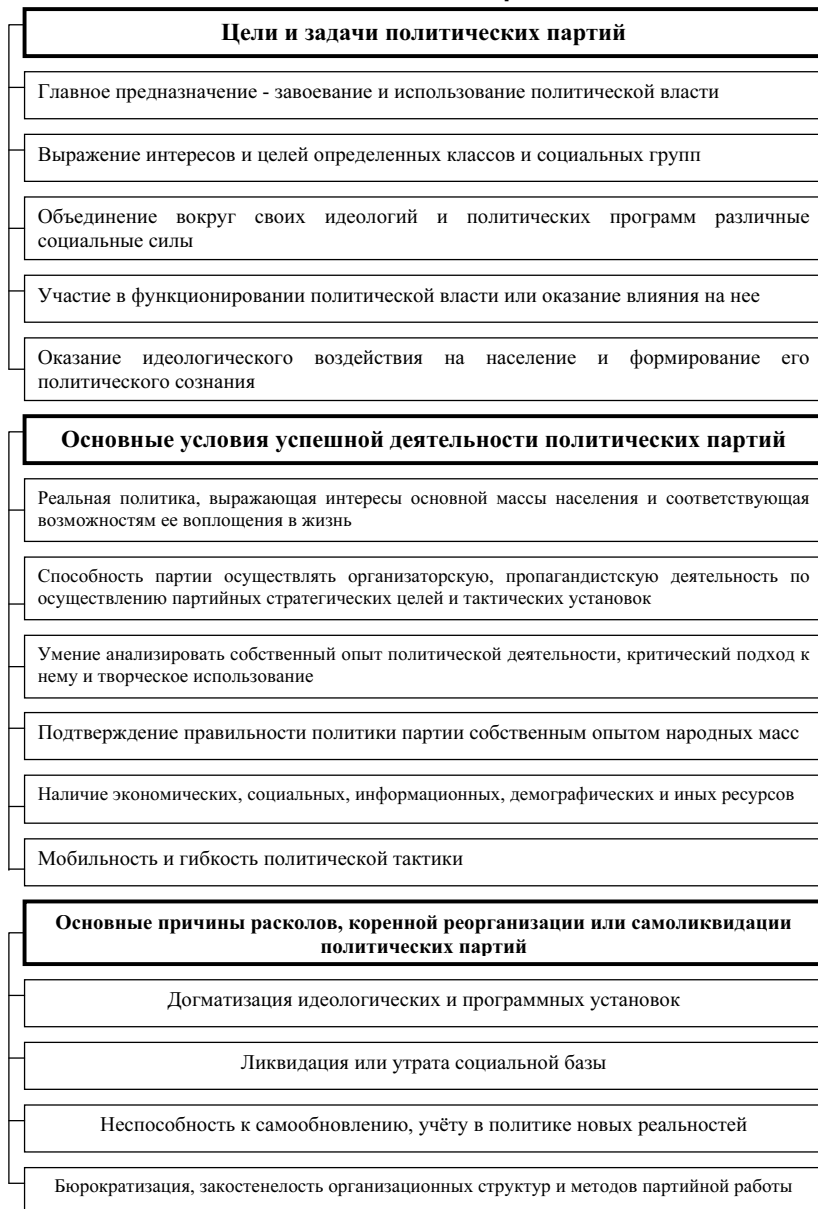 Цели и задачи политических партий
Главное предназначение - завоевание и использование политической власти
Выражение интересов и целей определенных классов и социальных групп
Объединение вокруг своих идеологий и политических программ различные
социальные силы
Участие в функционировании политической власти или оказание влияния на нее
Оказание идеологического воздействия на население и формирование его
политического сознания
Основные условия успешной деятельности политических партий
Реальная политика, выражающая интересы основной массы населения и соответствующая
возможностям ее воплощения в жизнь
Способность партии осуществлять организаторскую, пропагандистскую деятельность по
осуществлению партийных стратегических целей и тактических установок
Умение анализировать собственный опыт политической деятельности, критический подход к
нему и творческое использование
Подтверждение правильности политики партии собственным опытом народных масс
Наличие экономических, социальных, информационных, демографических и иных ресурсов
Мобильность и гибкость политической тактики
Основные причины расколов, коренной реорганизации или самоликвидации
политических партий
Догматизация идеологических и программных установок
Ликвидация или утрата социальной базы
Неспособность к самообновлению, учёту в политике новых реальностей
Бюрократизация, закостенелость организационных структур и методов партийной работы